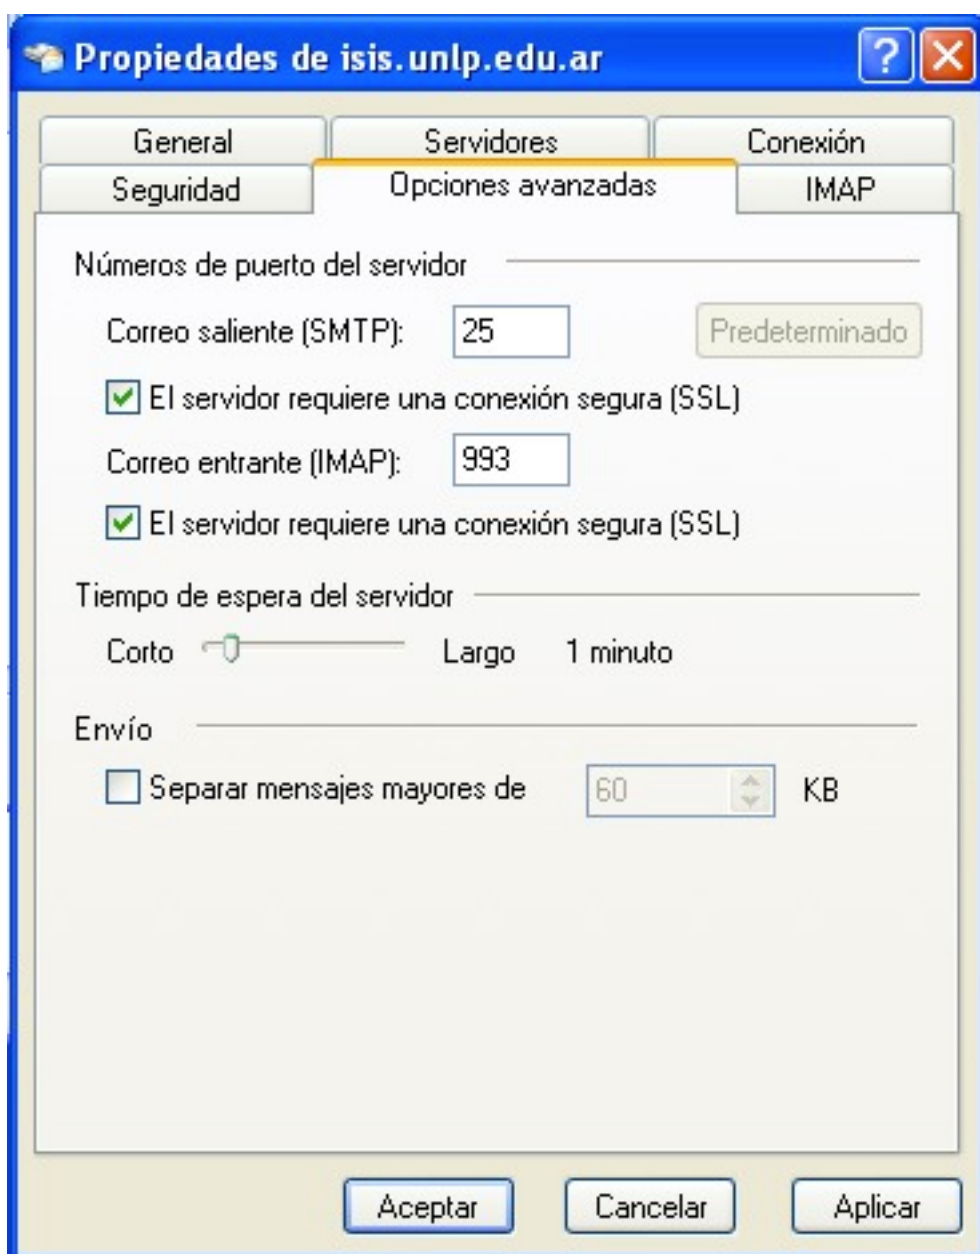 Propiedades de isis.unlp.edu.ar
General Servidores Conexión
Seguridad Opciones avanzadas IMAP
Números de puerto del servidor
Correo saliente (SMTP): 25 Predeterminado
El servidor requiere una conexión segura (SSL)
Correo entrante (IMAP): 993
El servidor requiere una conexión segura (SSL)
Tiempo de espera del servidor
Corto Largo 1 minuto
Envío
Separar mensajes mayores de 60 KB
Aceptar Cancelar Aplicar